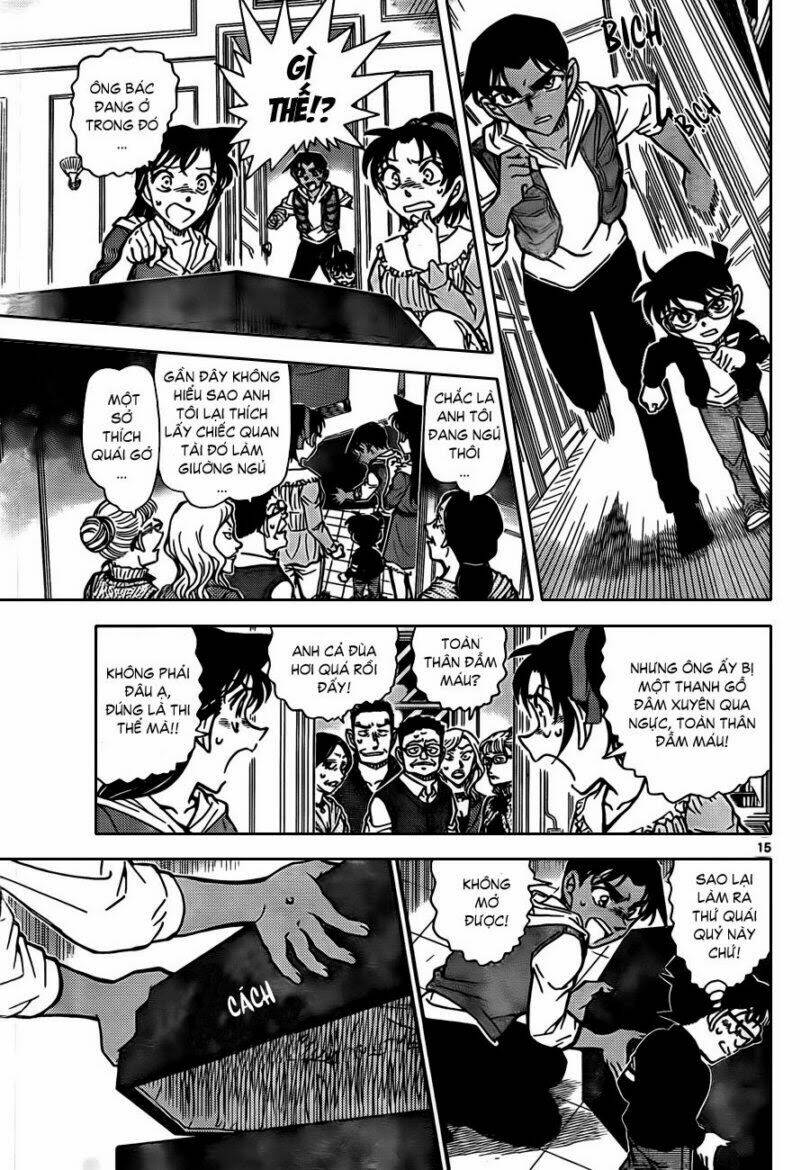 BỊCH
BỊCH
GÌ
THẾ!?
ÔNG BÁC
ĐANG Ở
TRONG ĐÓ
...
CHẮC LÀ
ANH TÔI
ĐANG NGỦ
THÔI
...
GẦN ĐÂY KHÔNG
HIỂU SAO ANH
TÔI LẠI THÍCH
LẤY CHIẾC QUAN
TÀI ĐÓ LÀM
GIƯỜNG NGỦ
...
MỘT
SỞ
THÍCH
QUÁI GỞ
...
NHƯNG ÔNG ẤY BỊ
MỘT THANH GỖ
ĐÂM XUYÊN QUA
NGỰC, TOÀN THÂN
ĐẪM MÁU!
TOÀN
THÂN ĐẪM
MÁU?
ANH CẢ ĐÙA
HƠI QUÁ RỒI
ĐẤY!
KHÔNG PHẢI
ĐÂU Ạ,
ĐÚNG LÀ THI
THỂ MÀ!!
15
SAO LẠI
LÀM RA
THỨ QUÁI
QUỶ NÀY
CHỨ!
KHÔNG
MỞ
ĐƯỢC!
CÁCH